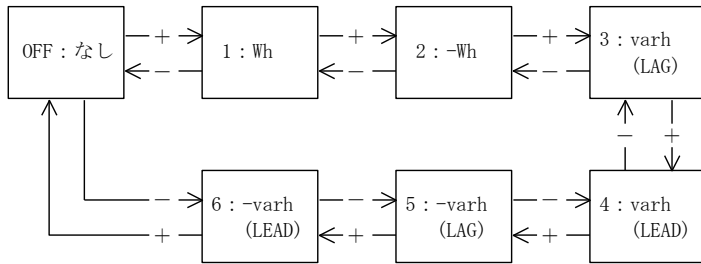 OFF：なし
＋
－
1：Wh
＋
－
2：-Wh
＋
－
3：varh
(LAG)
－
＋
6：-varh
(LEAD)
－
＋
5：-varh
(LAG)
－
＋
4：varh
(LEAD)
－
＋